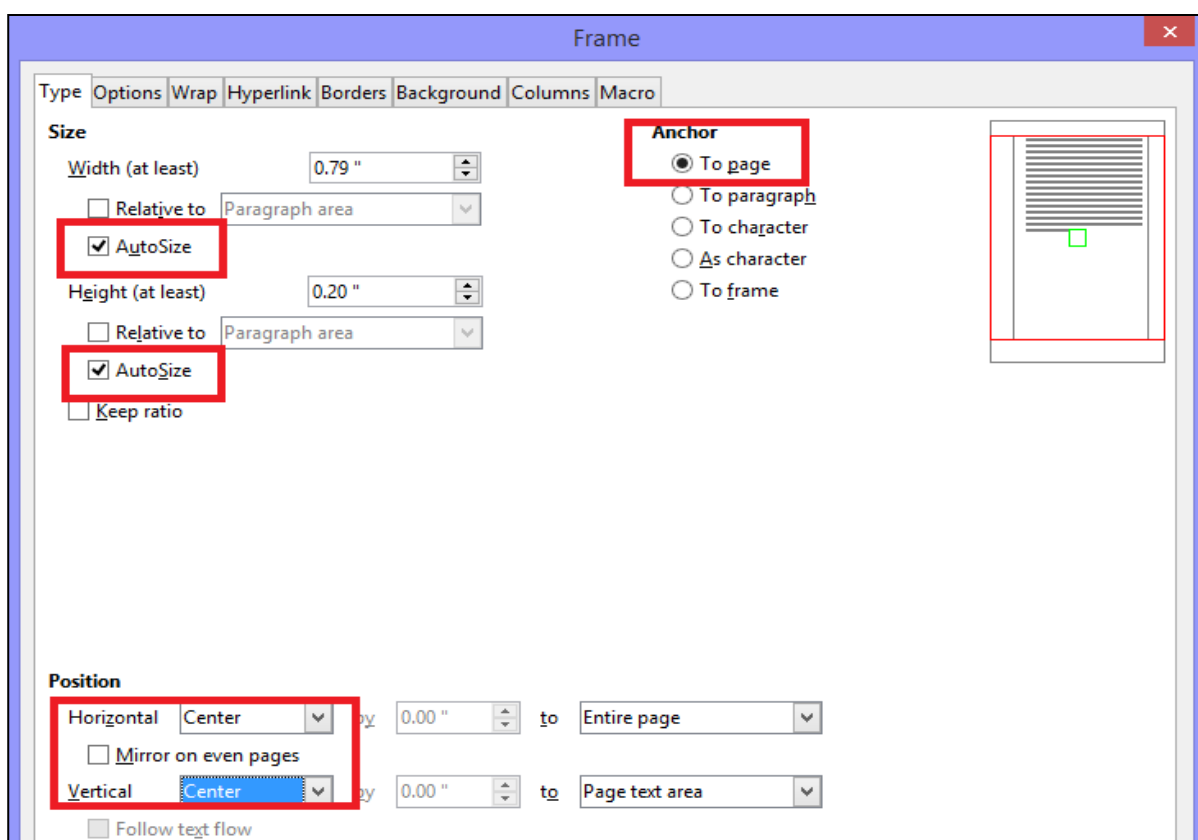 Frame
Type Options Wrap Hyperlink Borders Background Columns Macro
Size
Width (at least) 0.79 "
Relative to Paragraph area
AutoSize
Height (at least) 0.20 "
Relative to Paragraph area
AutoSize
Keep ratio
Anchor
To page
To paragraph
To character
As character
To frame
Position
Horizontal Center by 0.00 " to Entire page
Mirror on even pages
Vertical Center by 0.00 " to Page text area
Follow text flow